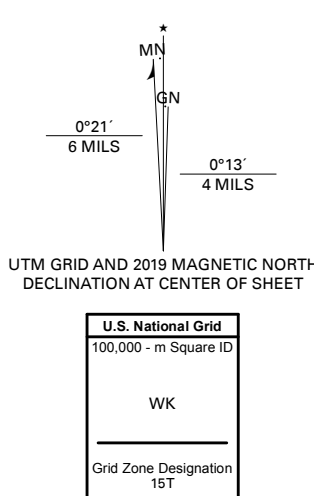 ★
MN
GN
0°21´
6 MILS
0°13´
4 MILS
UTM GRID AND 2019 MAGNETIC NORTH
DECLINATION AT CENTER OF SHEET
U.S. National Grid
100,000 - m Square ID
WK
Grid Zone Designation
15T